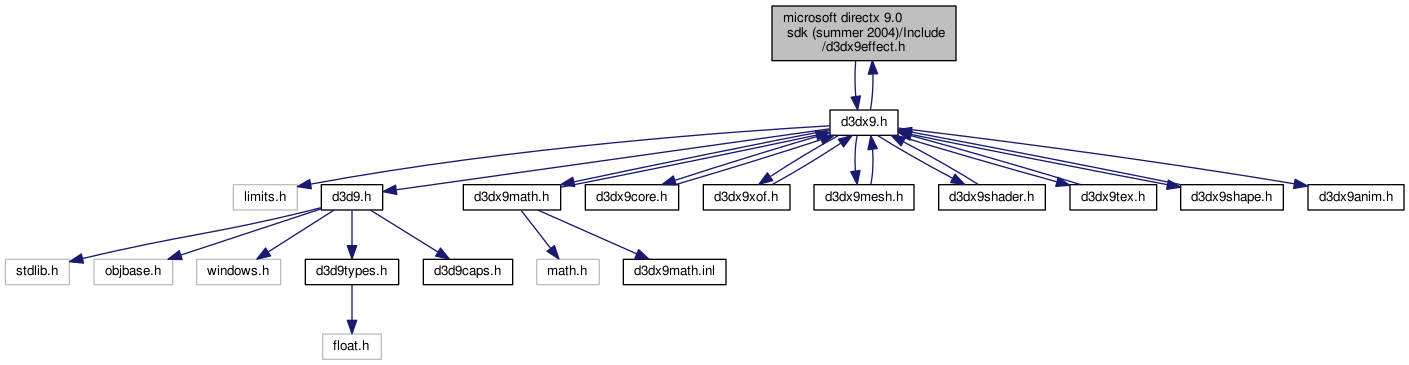 microsoft directx 9.0
sdk (summer 2004)/Include
/d3dx9effect.h
d3dx9.h
limits.h
d3d9.h
d3dx9math.h
d3dx9core.h
d3dx9xof.h
d3dx9mesh.h
d3dx9shader.h
d3dx9tex.h
d3dx9shape.h
d3dx9anim.h
stdlib.h
objbase.h
windows.h
d3d9types.h
d3d9caps.h
math.h
d3dx9math.inl
float.h